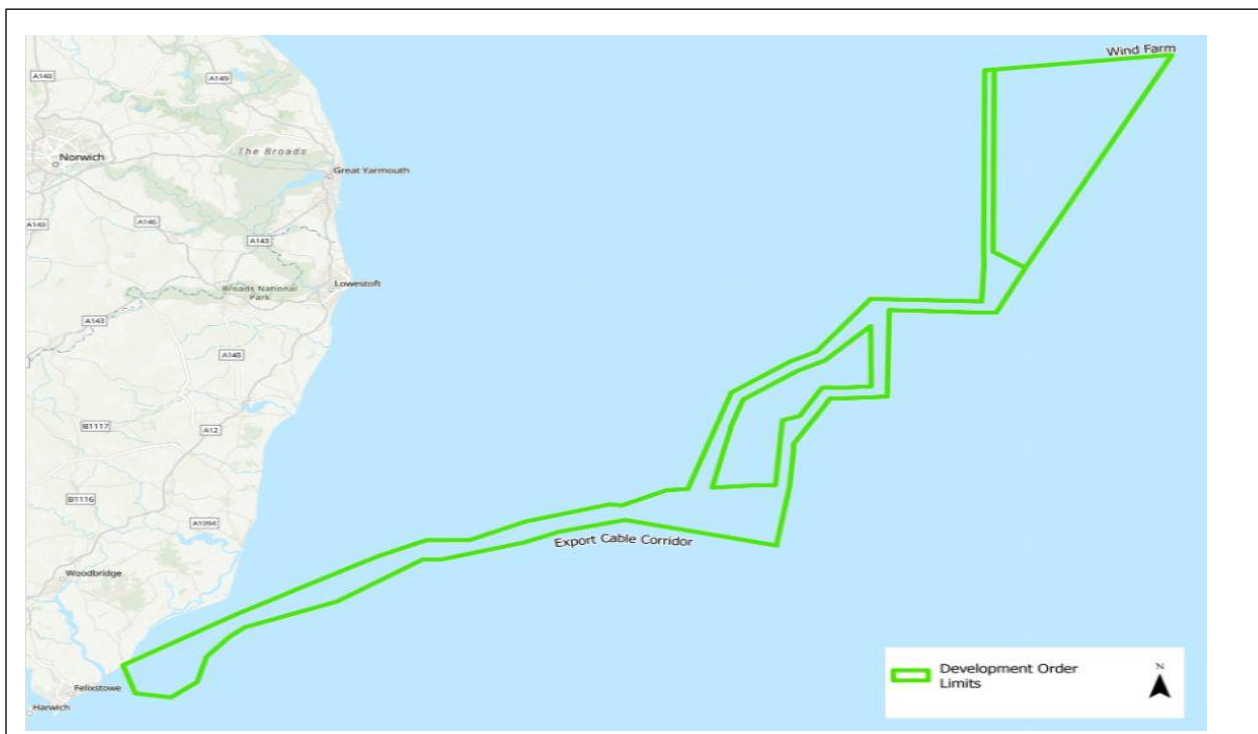 Wind Farm
A140
A149
The Broads
Norwich
Great Yarmouth
A140
A146
A143
Broads National
Park
Lowestoft
A143
A145
B1117
A12
B1116
A1094
Export Cable Corridor
Woodbridge
Development Order
Limits
N
Felixstowe
Harwich